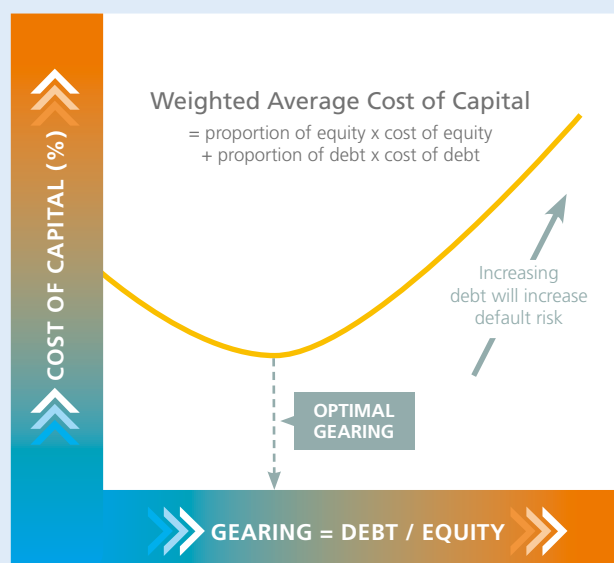 Weighted Average Cost of Capital
= proportion of equity x cost of equity
+ proportion of debt x cost of debt
COST OF CAPITAL (%)
Increasing
debt will increase
default risk
OPTIMAL
GEARING
GEARING = DEBT / EQUITY